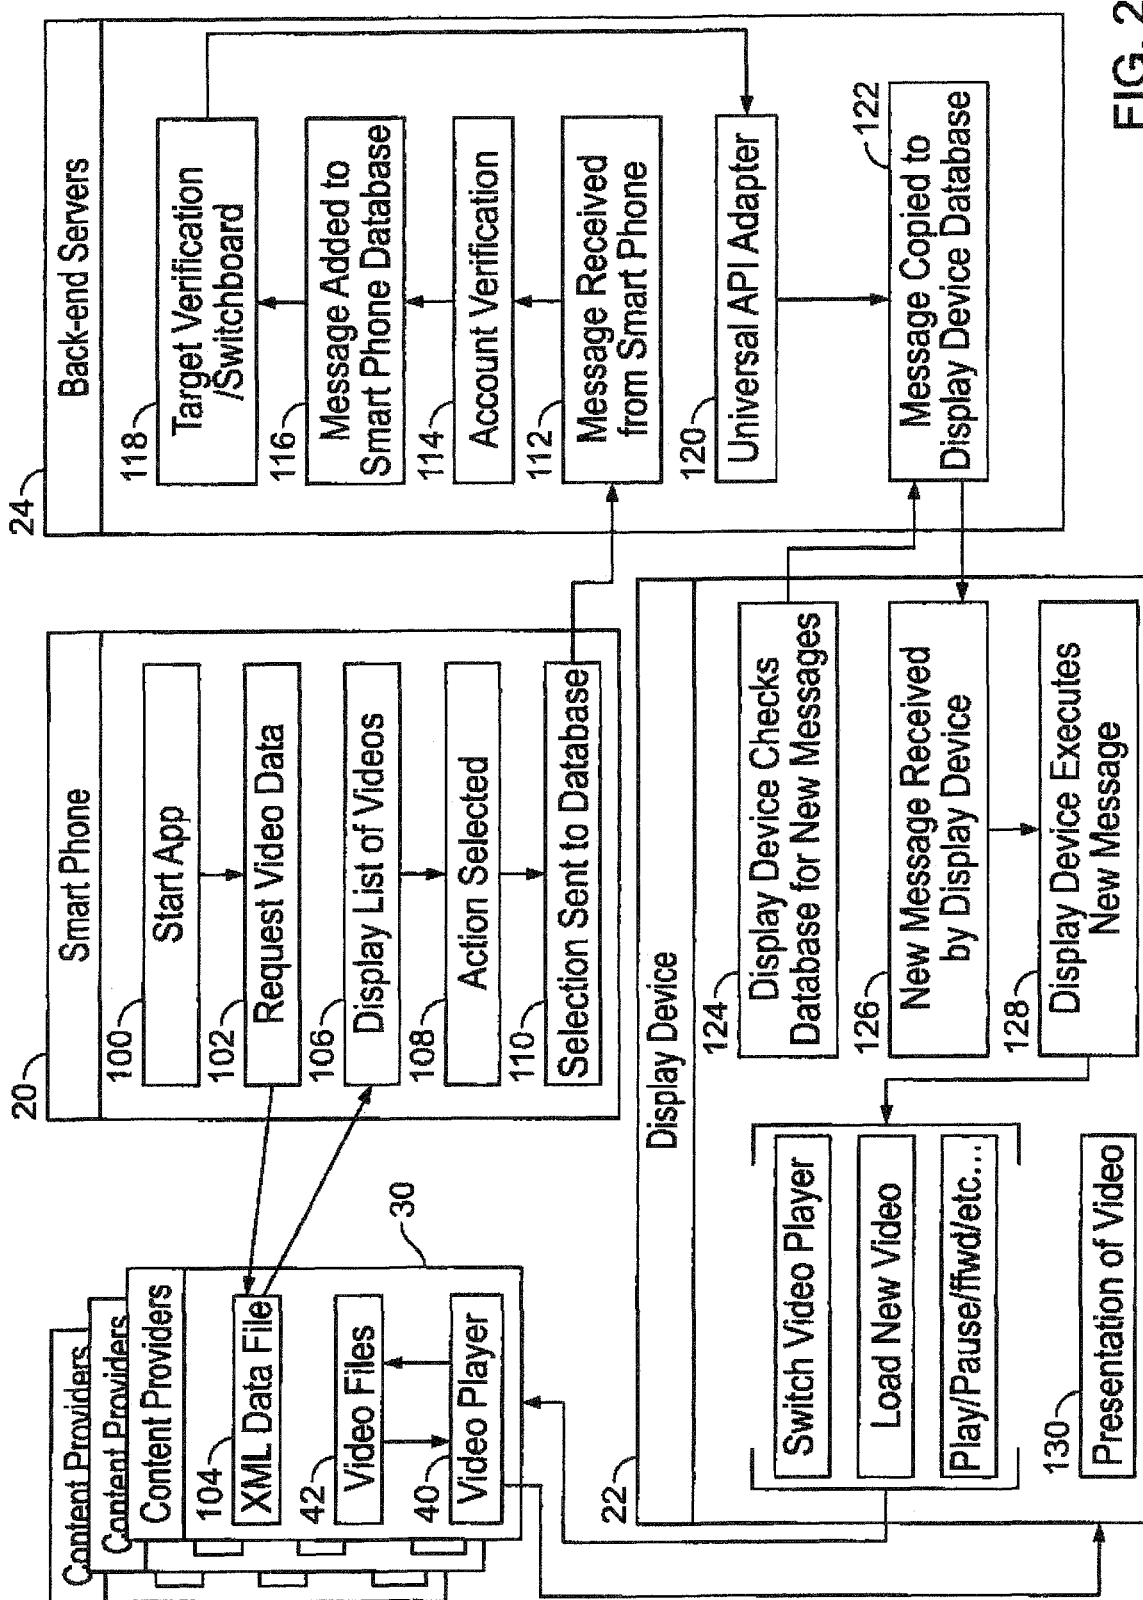 Content Providers
Content Providers
Content Providers
104
XML Data File
42
Video Files
40
Video Player
30
20
Smart Phone
100
Start App
102
Request Video Data
106
Display List of Videos
108
Action Selected
110
Selection Sent to Database
24
Back-end Servers
118
Target Verification
/Switchboard
116
Message Added to
Smart Phone Database
114
Account Verification
112
Message Received
from Smart Phone
120
Universal API Adapter
122
Message Copied to
Display Device Database
22
Display Device
Switch Video Player
Load New Video
Play/Pause/ffwd/etc...
130
Presentation of Video
124
Display Device Checks
Database for New Messages
126
New Message Received
by Display Device
128
Display Device Executes
New Message
FIG. 2